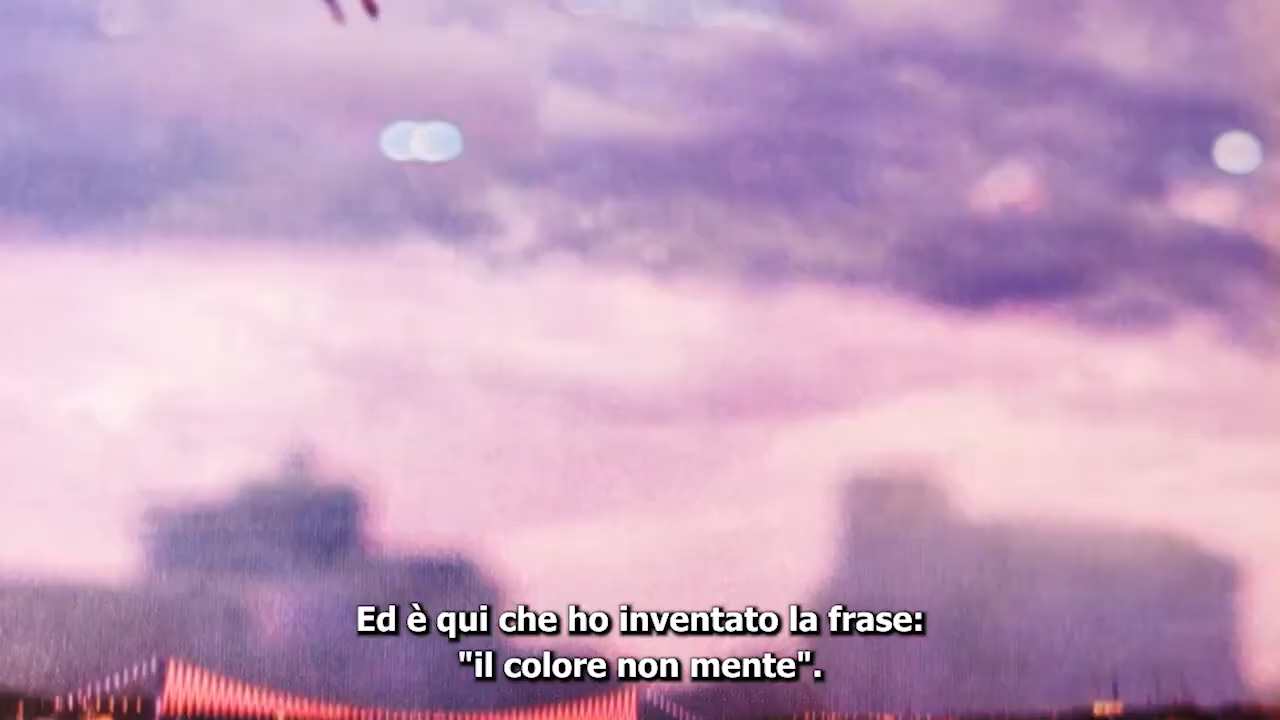 Ed è qui che ho inventato la frase:
"il colore non mente".